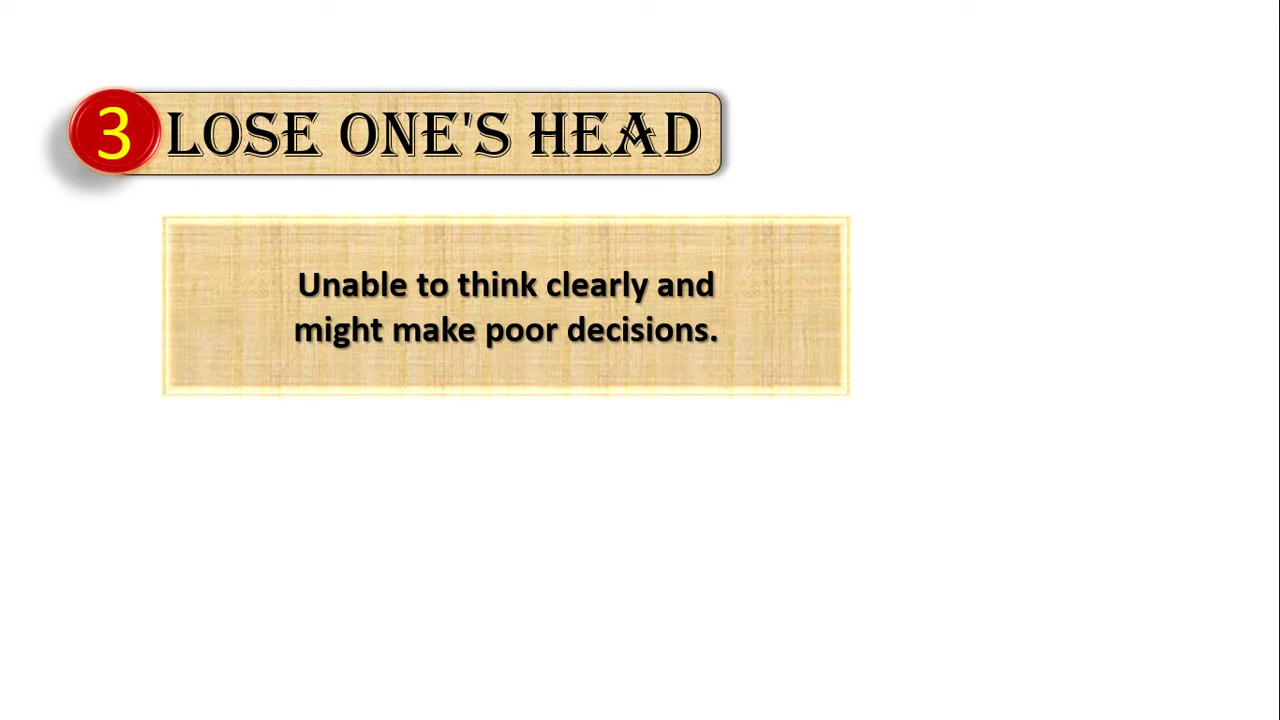 3 LOSE ONE'S HEAD
Unable to think clearly and
might make poor decisions.